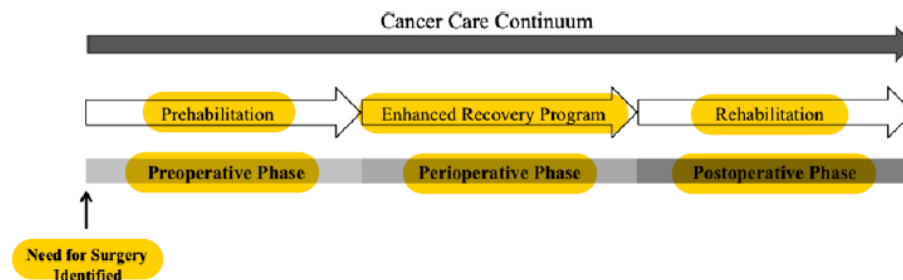 Cancer Care Continuum
Prehabilitation
Enhanced Recovery Program
Rehabilitation
Preoperative Phase
Perioperative Phase
Postoperative Phase
Need for Surgery
Identified